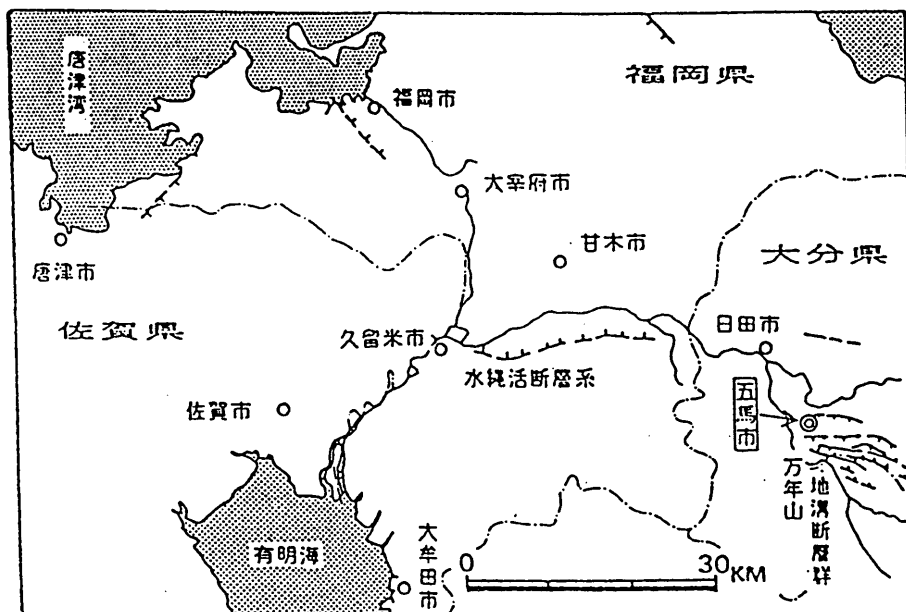 唐津湾
福岡県
福岡市
大宰府市
甘木市
大分県
唐津市
佐賀県
久留米市
日田市
水縄活断層系
佐賀市
五馬市
万年山
地溝断層群
有明海
大牟田市
0 30KM